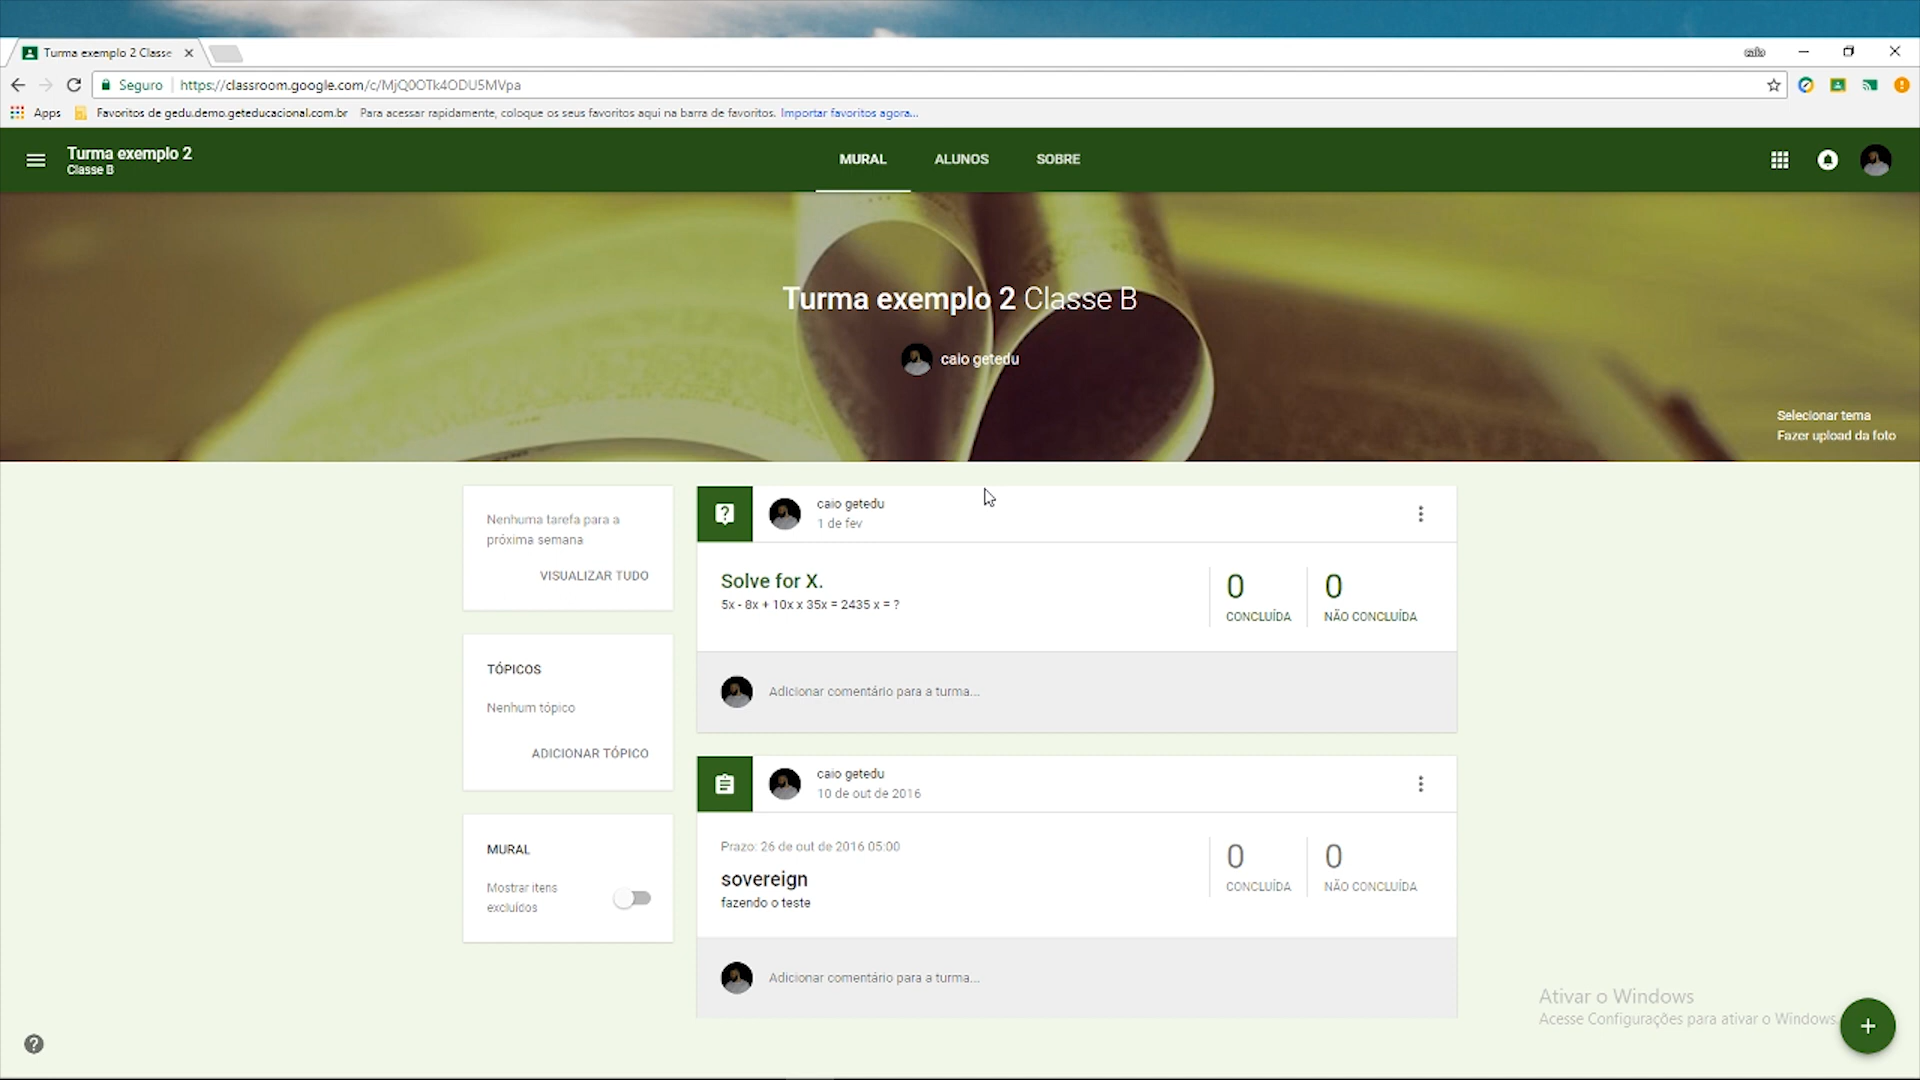 Turma exemplo 2 Classe
caio
Seguro
https://classroom.google.com/c/MjQ0OTk4ODU5MVpa
Apps
Favoritos de gedu.demo.geteducacional.com.br
Para acessar rapidamente, coloque os seus favoritos aqui na barra de favoritos. Importar favoritos agora...
Turma exemplo 2
Classe B
MURAL
ALUNOS
SOBRE
Turma exemplo 2 Classe B
caio getedu
Selecionar tema
Fazer upload da foto
Nenhuma tarefa para a
próxima semana
VISUALIZAR TUDO
TÓPICOS
Nenhum tópico
ADICIONAR TÓPICO
MURAL
Mostrar itens
excluídos
caio getedu
1 de fev
Solve for X.
5x - 8x + 10x x 35x = 2435 x = ?
0
CONCLUÍDA
0
NÃO CONCLUÍDA
Adicionar comentário para a turma...
caio getedu
10 de out de 2016
Prazo: 26 de out de 2016 05:00
sovereign
fazendo o teste
0
CONCLUÍDA
0
NÃO CONCLUÍDA
Adicionar comentário para a turma...
Ativar o Windows
Acesse Configurações para ativar o Windows.